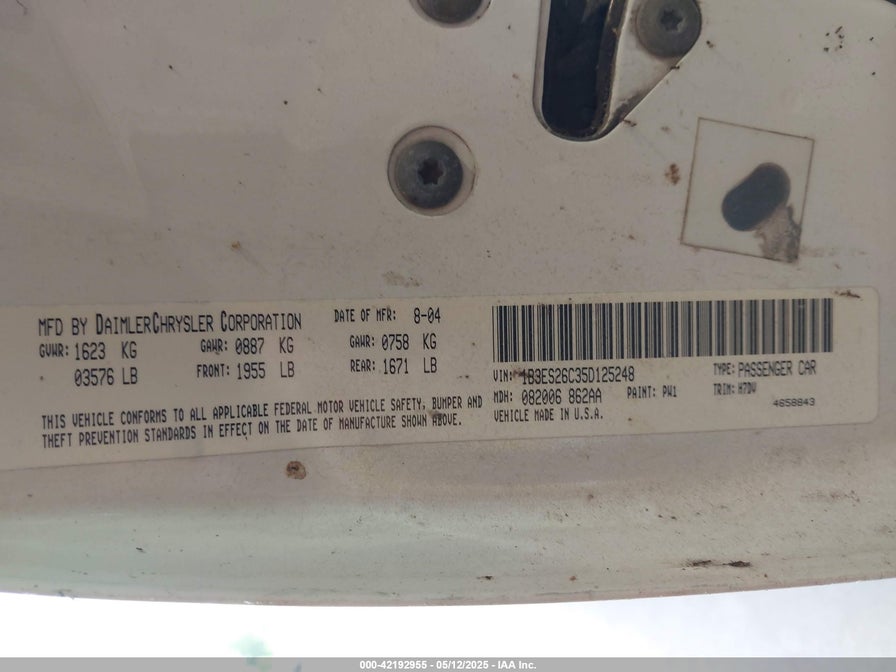 MFD BY DAIMLERCHRYSLER CORPORATION
DATE OF MFR: 8-04
GVWR: 1623 KG GAWR: 0887 KG GAWR: 0758 KG
03576 LB FRONT: 1955 LB REAR: 1671 LB
THIS VEHICLE CONFORMS TO ALL APPLICABLE FEDERAL MOTOR VEHICLE SAFETY, BUMPER AND
THEFT PREVENTION STANDARDS IN EFFECT ON THE DATE OF MANUFACTURE SHOWN ABOVE.
VIN: 1B3ES26C35D125248 TYPE: PASSENGER CAR
MDH: 082006 862AA PAINT: PW1 TRIM: H7DV
VEHICLE MADE IN U.S.A. 4658843
000-42192955 - 05/12/2025 - IAA Inc.